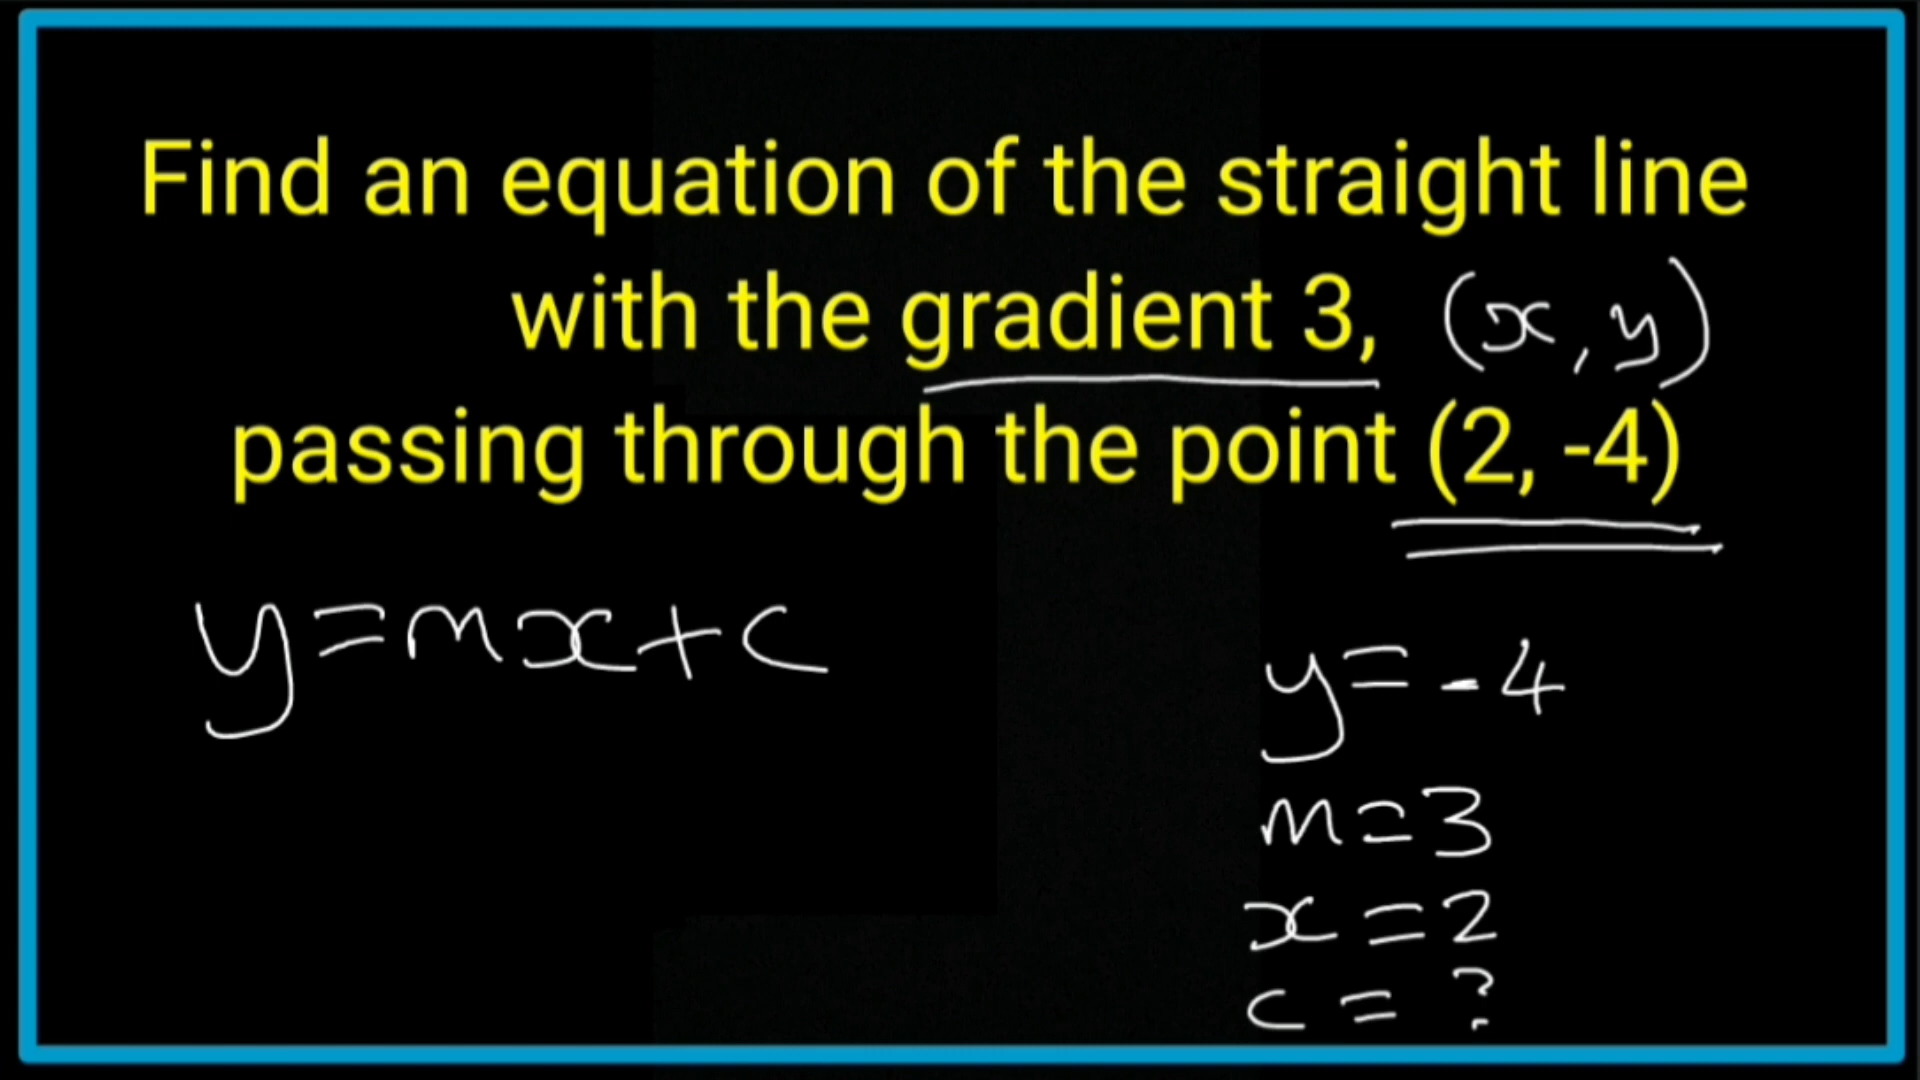 Find an equation of the straight line
with the gradient 3, (x, y)
passing through the point (2, -4)
y=mx+c
y=-4
m=3
x=2
c=?